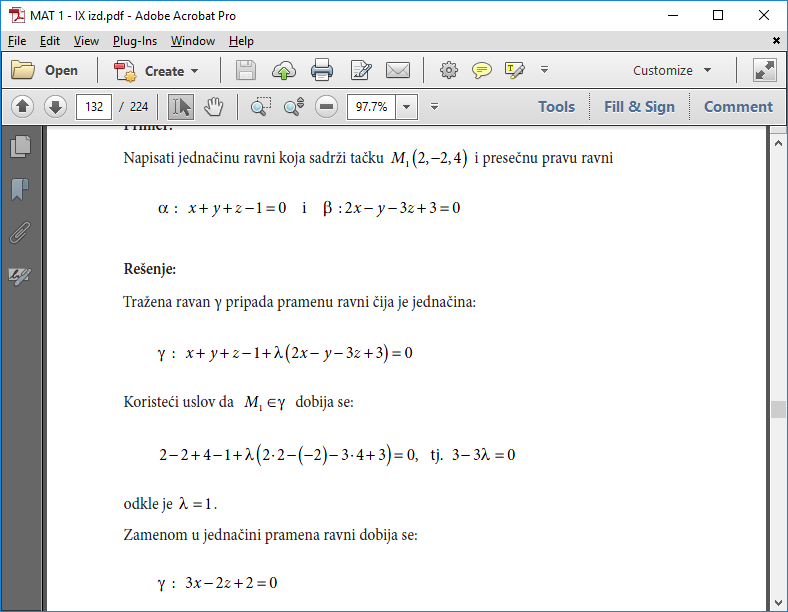 MAT 1 - IX izd.pdf - Adobe Acrobat Pro
File Edit View Plug-Ins Window Help
Open Create Customize
132 / 224 97.7% Tools Fill & Sign Comment
Primer:
Napisati jednačinu ravni koja sadrži tačku M₁(2,−2,4) i presečnu pravu ravni
α : x+y+z−1=0 i β :2x−y−3z+3=0
Rešenje:
Tražena ravan γ pripada pramenu ravni čija je jednačina:
γ : x+y+z−1+λ(2x−y−3z+3)=0
Koristeći uslov da M₁∈γ dobija se:
2−2+4−1+λ(2·2−(−2)−3·4+3)=0, tj. 3−3λ=0
odkle je λ=1.
Zamenom u jednačini pramena ravni dobija se:
γ : 3x−2z+2=0